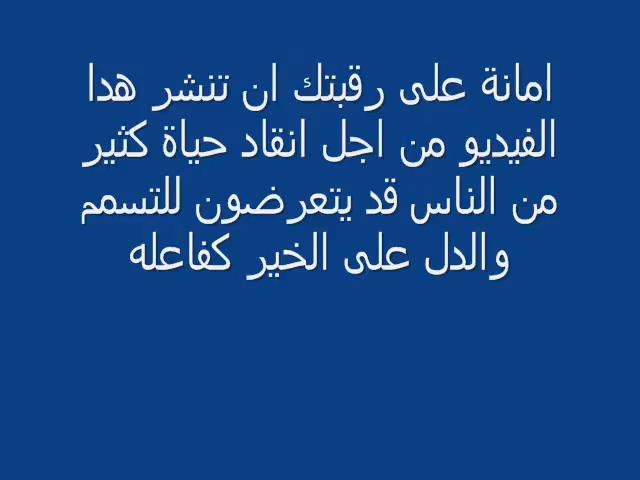 امانة على رقبتك ان تنشر هدا
الفيديو من اجل انقاد حياة كثير
من الناس قد يتعرضون للتسمم
والدل على الخير كفاعله